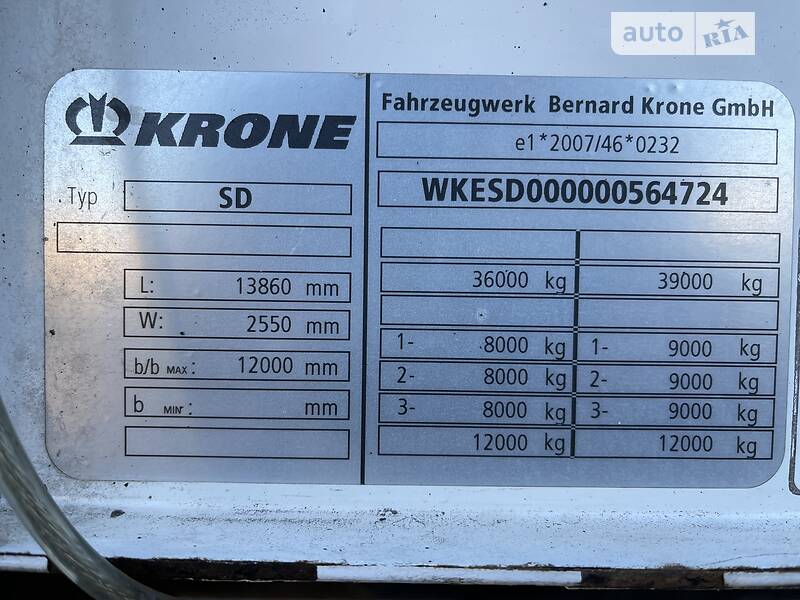 auto RIA
KRONE
Typ SD
L: 13860 mm
W: 2550 mm
b/b MAX: 12000 mm
b MIN: mm
Fahrzeugwerk Bernard Krone GmbH
e1*2007/46*0232
WKESD000000564724
36000 kg 39000 kg
1- 8000 kg 1- 9000 kg
2- 8000 kg 2- 9000 kg
3- 8000 kg 3- 9000 kg
12000 kg 12000 kg